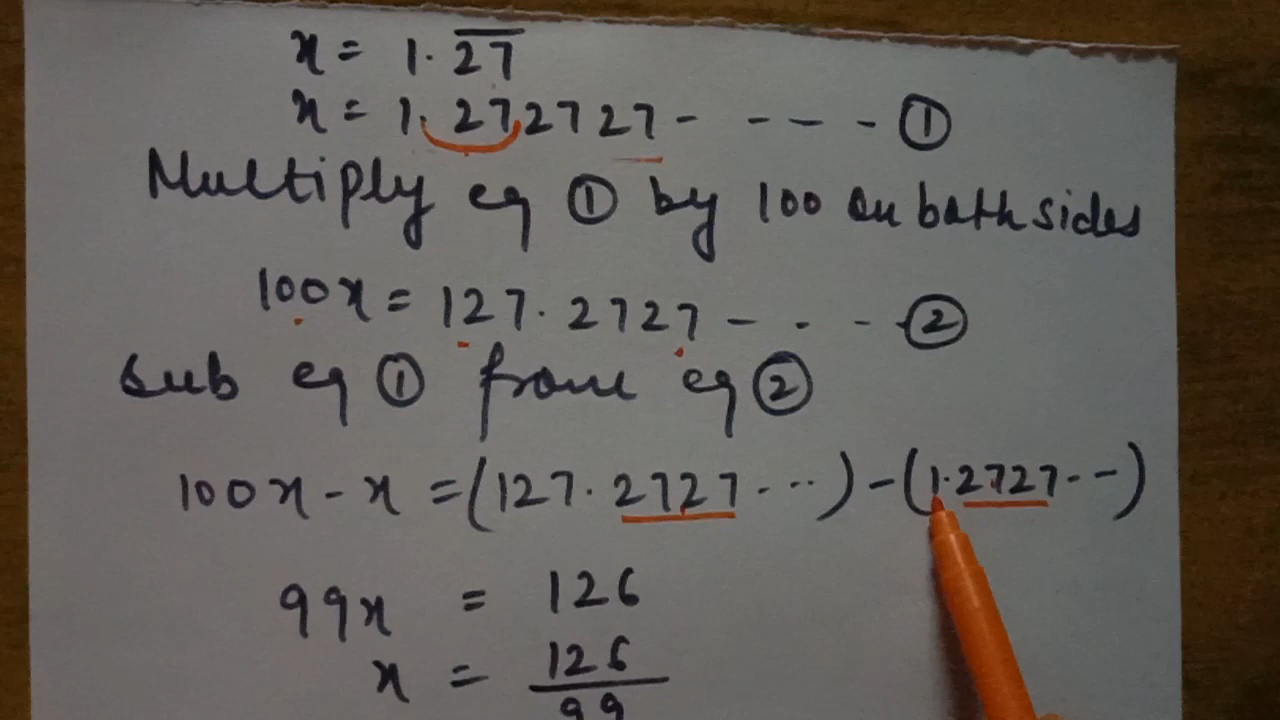 x = 1.\overline{27}
x = 1.272727 - - - - - ①
Multiply eq ① by 100 on both sides
100x = 127.2727 - - - - ②
Sub eq ① from eq ②
100x - x = (127.2727 - ...) - (1.2727 - -)
99x = 126
x = 126
99